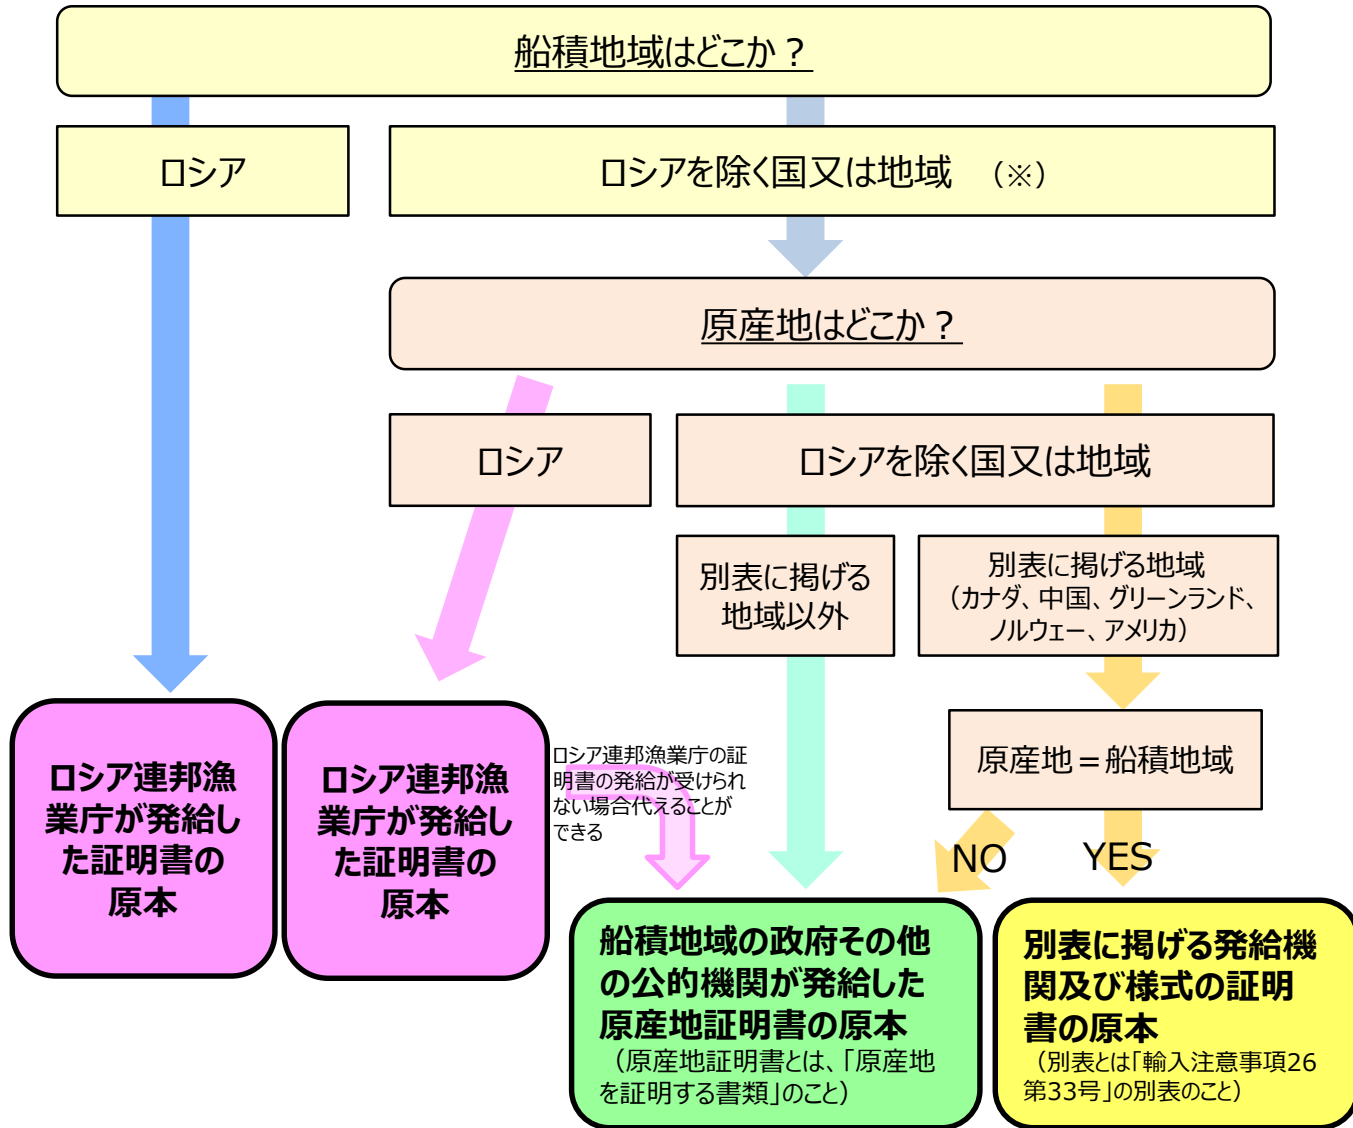 船積地域はどこか？
ロシア
ロシアを除く国又は地域　（※）
原産地はどこか？
ロシア
ロシアを除く国又は地域
別表に掲げる
地域以外
別表に掲げる地域
（カナダ、中国、グリーンランド、
ノルウェー、アメリカ）
原産地＝船積地域
NO
YES
ロシア連邦漁
業庁が発給し
た証明書の
原本
ロシア連邦漁
業庁が発給し
た証明書の
原本
ロシア連邦漁業庁の証
明書の発給が受けられ
ない場合代えることが
できる
船積地域の政府その他
の公的機関が発給した
原産地証明書の原本
（原産地証明書とは、「原産地
を証明する書類」のこと）
別表に掲げる発給機
関及び様式の証明
書の原本
（別表とは「輸入注意事項26
第33号」の別表のこと）